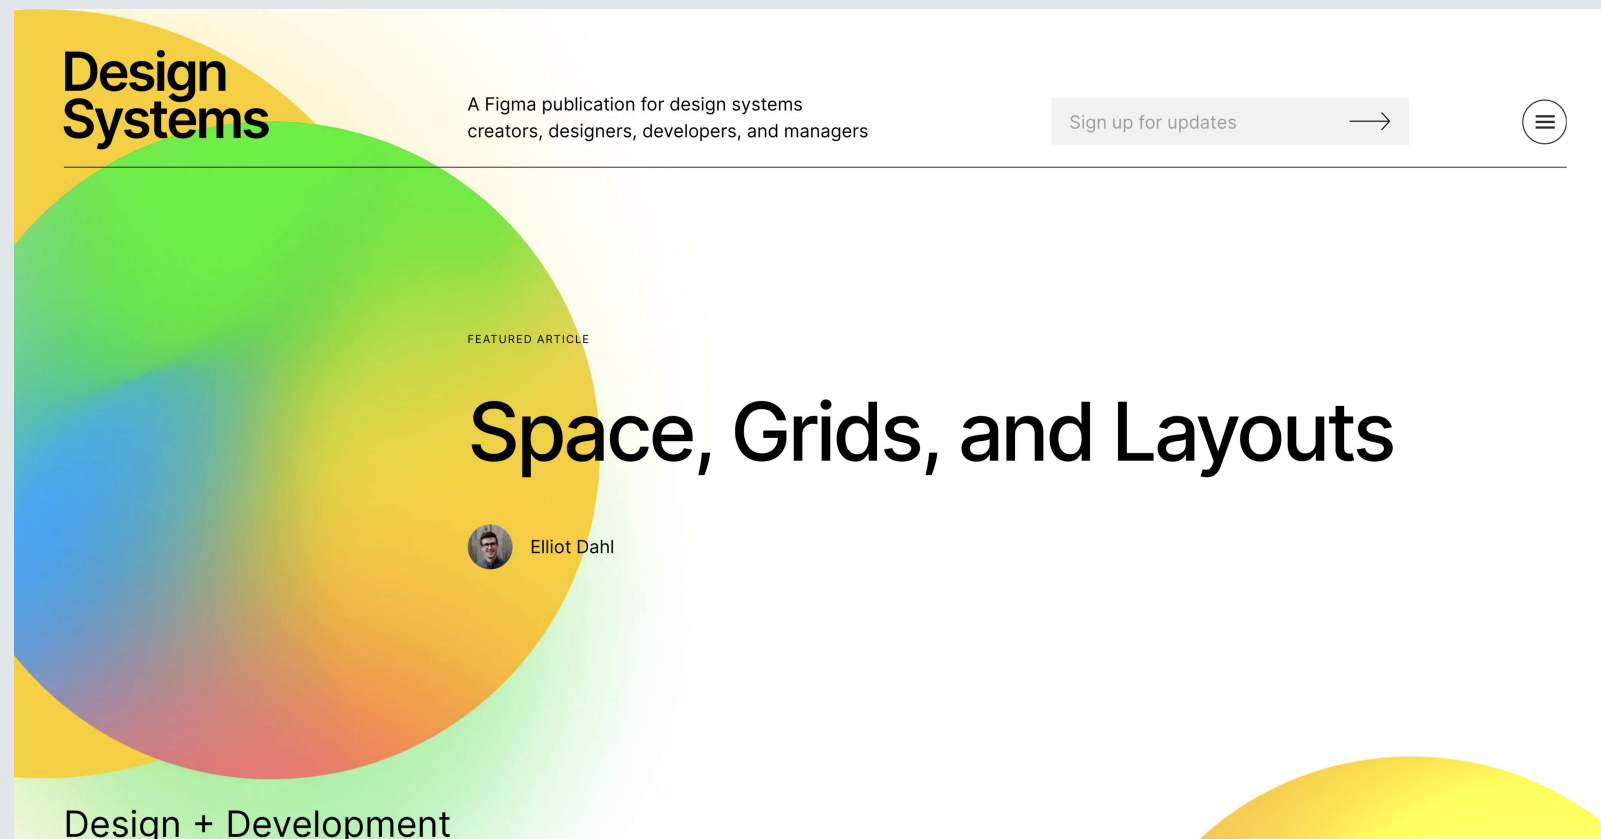 Design
Systems
A Figma publication for design systems
creators, designers, developers, and managers
Sign up for updates
FEATURED ARTICLE
Space, Grids, and Layouts
Elliot Dahl
Design + Development